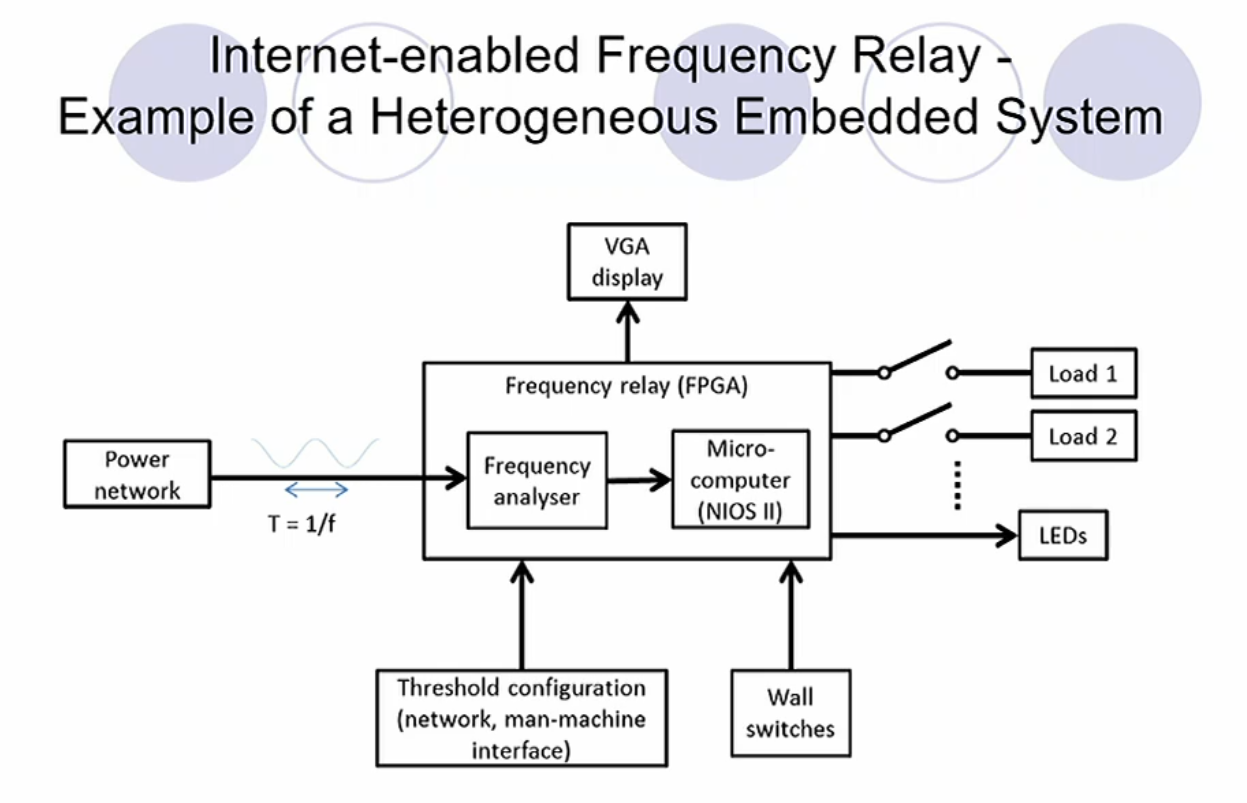 Internet-enabled Frequency Relay -
Example of a Heterogeneous Embedded System
VGA
display
Frequency relay (FPGA)
Load 1
Load 2
Power
network
T = 1/f
Frequency
analyser
Micro-
computer
(NIOS II)
LEDs
Threshold configuration
(network, man-machine
interface)
Wall
switches